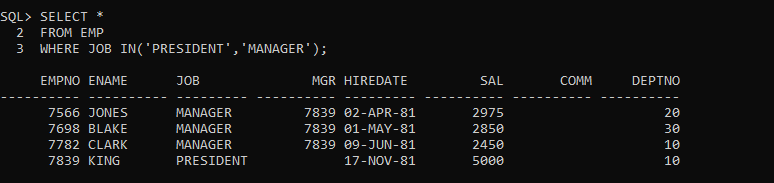 SQL> SELECT *
  2  FROM EMP
  3  WHERE JOB IN('PRESIDENT','MANAGER');
     EMPNO ENAME      JOB              MGR HIREDATE         SAL       COMM     DEPTNO
---------- ---------- --------- ---------- --------- ---------- ---------- ----------
      7566 JONES      MANAGER         7839 02-APR-81       2975                    20
      7698 BLAKE      MANAGER         7839 01-MAY-81       2850                    30
      7782 CLARK      MANAGER         7839 09-JUN-81       2450                    10
      7839 KING       PRESIDENT            17-NOV-81       5000                    10